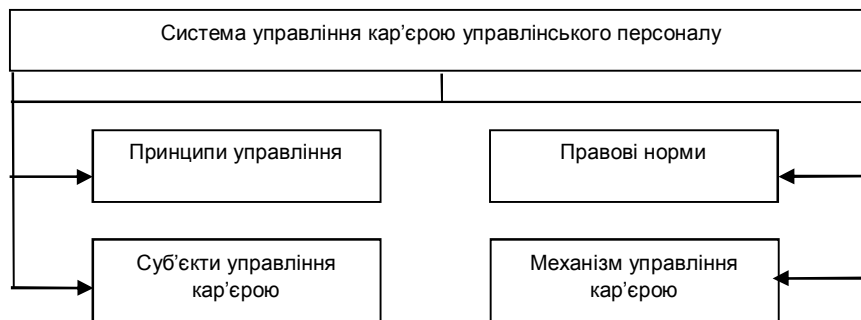 Система управління кар’єрою управлінського персоналу
Принципи управління
Правові норми
Суб’єкти управління
кар’єрою
Механізм управління
кар’єрою